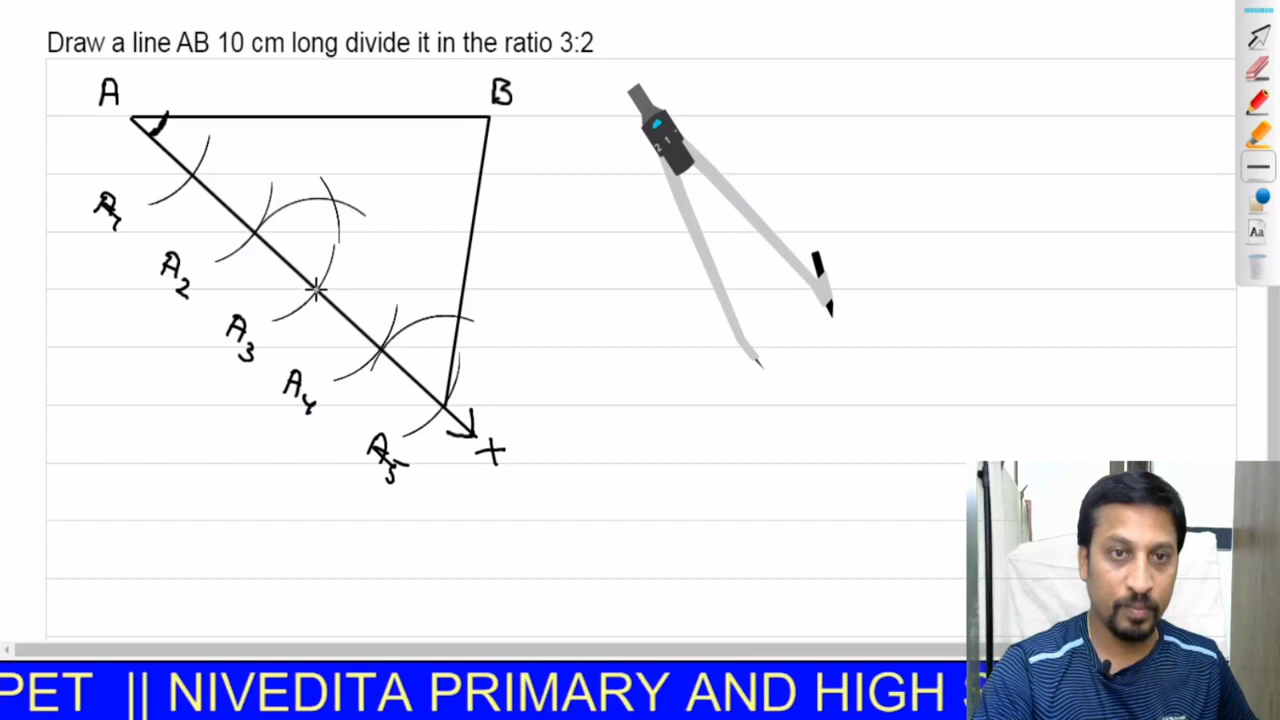 Draw a line AB 10 cm long divide it in the ratio 3:2
A B
A1
A2
A3
A4
A5
X
Aa
PET || NIVEDITA PRIMARY AND HIGH S